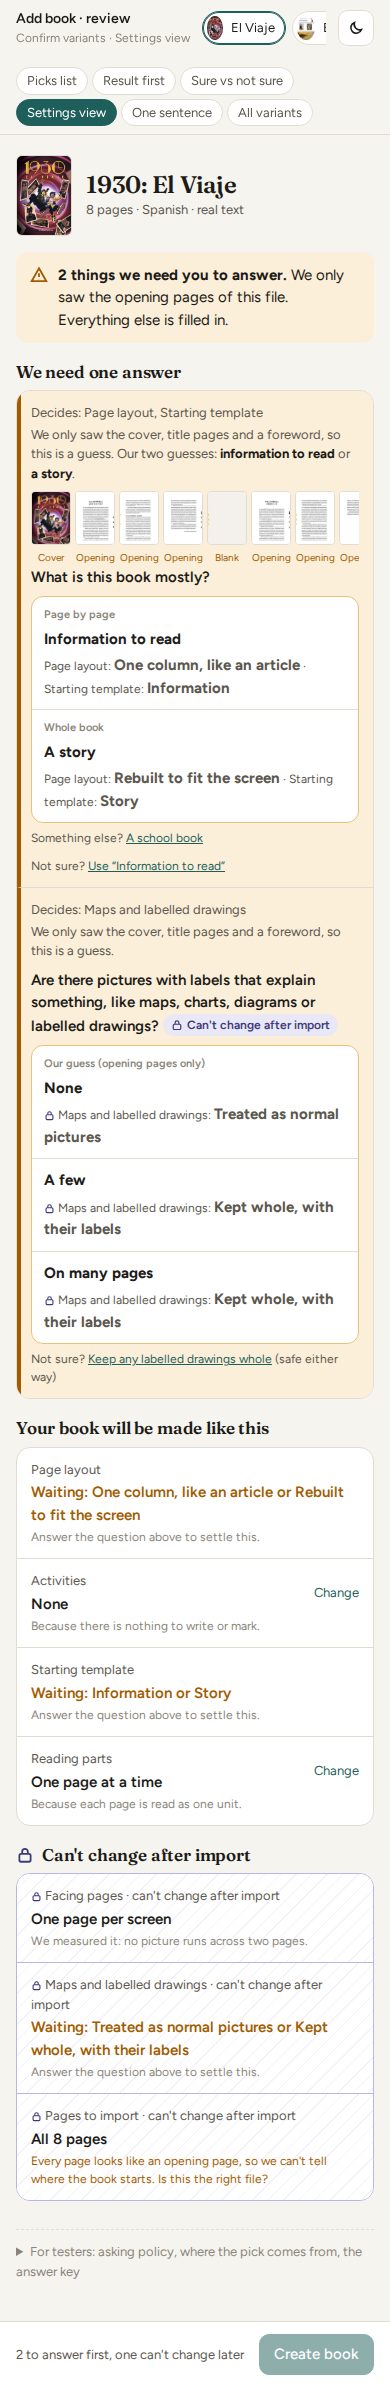 Add book · review
Confirm variants · Settings view
El Viaje
Picks list
Result first
Sure vs not sure
Settings view
One sentence
All variants
1930
1930: El Viaje
8 pages · Spanish · real text
2 things we need you to answer. We only
saw the opening pages of this file.
Everything else is filled in.
We need one answer
Decides: Page layout, Starting template
We only saw the cover, title pages and a foreword, so
this is a guess. Our two guesses: information to read or
a story.
Cover Opening Opening Opening Blank Opening Opening Ope
What is this book mostly?
Page by page
Information to read
Page layout: One column, like an article ·
Starting template: Information
Whole book
A story
Page layout: Rebuilt to fit the screen · Starting
template: Story
Something else? A school book
Not sure? Use “Information to read”
Decides: Maps and labelled drawings
We only saw the cover, title pages and a foreword, so
this is a guess.
Are there pictures with labels that explain
something, like maps, charts, diagrams or
labelled drawings? Can't change after import
Our guess (opening pages only)
None
Maps and labelled drawings: Treated as normal
pictures
A few
Maps and labelled drawings: Kept whole, with
their labels
On many pages
Maps and labelled drawings: Kept whole, with
their labels
Not sure? Keep any labelled drawings whole (safe either
way)
Your book will be made like this
Page layout
Waiting: One column, like an article or Rebuilt
to fit the screen
Answer the question above to settle this.
Activities
None
Because there is nothing to write or mark.
Change
Starting template
Waiting: Information or Story
Answer the question above to settle this.
Reading parts
One page at a time
Because each page is read as one unit.
Change
Can't change after import
Facing pages · can't change after import
One page per screen
We measured it: no picture runs across two pages.
Maps and labelled drawings · can't change after
import
Waiting: Treated as normal pictures or Kept
whole, with their labels
Answer the question above to settle this.
Pages to import · can't change after import
All 8 pages
Every page looks like an opening page, so we can't tell
where the book starts. Is this the right file?
For testers: asking policy, where the pick comes from, the
answer key
2 to answer first, one can't change later
Create book